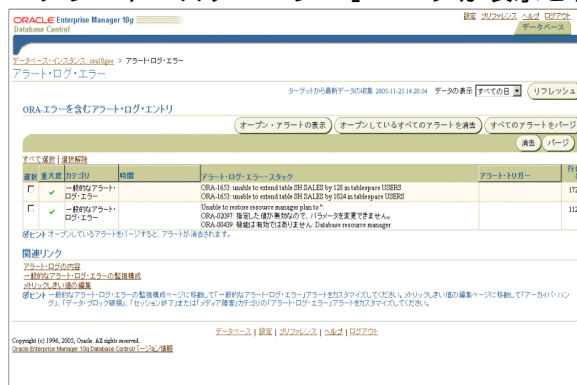 ORACLE Enterprise Manager 10g
Database Control
設定 プリファレンス ヘルプ ログアウト
データベース
データベース・インスタンス: > アラート・ログ・エラー
アラート・ログ・エラー
ターゲットから最新データの収集 2005-11-25 14:20:54 データの表示 すべての日 リフレッシュ
ORA-エラーを含むアラート・ログ・エントリ
オープン・アラートの表示 オープンしているすべてのアラートを消去 すべてのアラートをパージ
消去 パージ
すべて選択 | 選択解除
選択 重大度 カテゴリ 時間 アラート・ログ・エラー・スタック アラート・トリガー
一般的なアラート・ログ・エラー
ORA-1653: unable to extend table SH.SALES by 128 in tablespace USERS
ORA-1653: unable to extend table SH.SALES by 1024 in tablespace USERS
172
一般的なアラート・ログ・エラー
Unable to restore resource manager plan to '':
ORA-02097: 指定した値が無効なので、パラメータを変更できません。
ORA-00439: 機能は有効ではありません: Database resource manager
112
ヒント オープンしているアラートをパージすると、アラートが消去されます。
関連リンク
アラート・ログの内容
一般的なアラート・ログ・エラーの監視構成
メトリックしきい値の編集
ヒント 一般的なアラート・ログ・エラーの監視構成ページに移動して「一般的なアラート・ログ・エラー」アラートをカスタマイズしてください。メトリックしきい値の編集ページに移動して「アーカイバ・ハン
グ」、「データ・ブロック破損」、「セッション終了」または「メディア障害」カテゴリの「アラート・ログ・エラー」アラートをカスタマイズしてください。
データベース | 設定 | プリファレンス | ヘルプ | ログアウト
Copyright (c) 1996, 2005, Oracle. All rights reserved.
Oracle Enterprise Manager 10g Database Controlバージョン情報